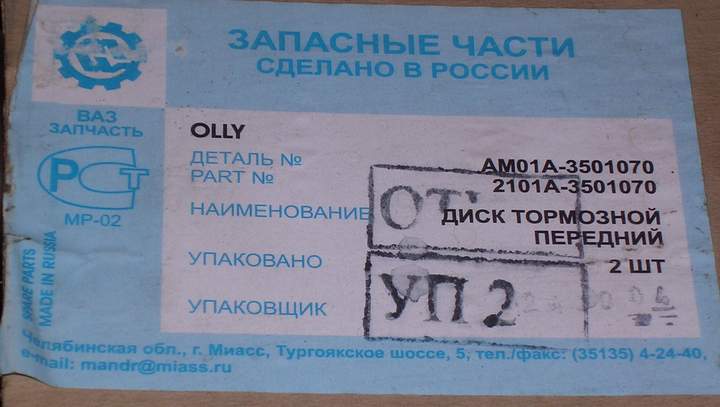 ЗАПАСНЫЕ ЧАСТИ
СДЕЛАНО В РОССИИ
ВАЗ
ЗАПЧАСТЬ
РСТ
МР-02
SPARE PARTS
MADE IN RUSSIA
OLLY
ДЕТАЛЬ № AM01A-3501070
PART № 2101A-3501070
НАИМЕНОВАНИЕ ДИСК ТОРМОЗНОЙ
ПЕРЕДНИЙ
УПАКОВАНО 2 ШТ
УПАКОВЩИК
УП 2
Челябинская обл., г. Миасс, Тургоякское шоссе, 5; тел./факс: (35135) 4-24-40,
e-mail: mandr@miass.ru